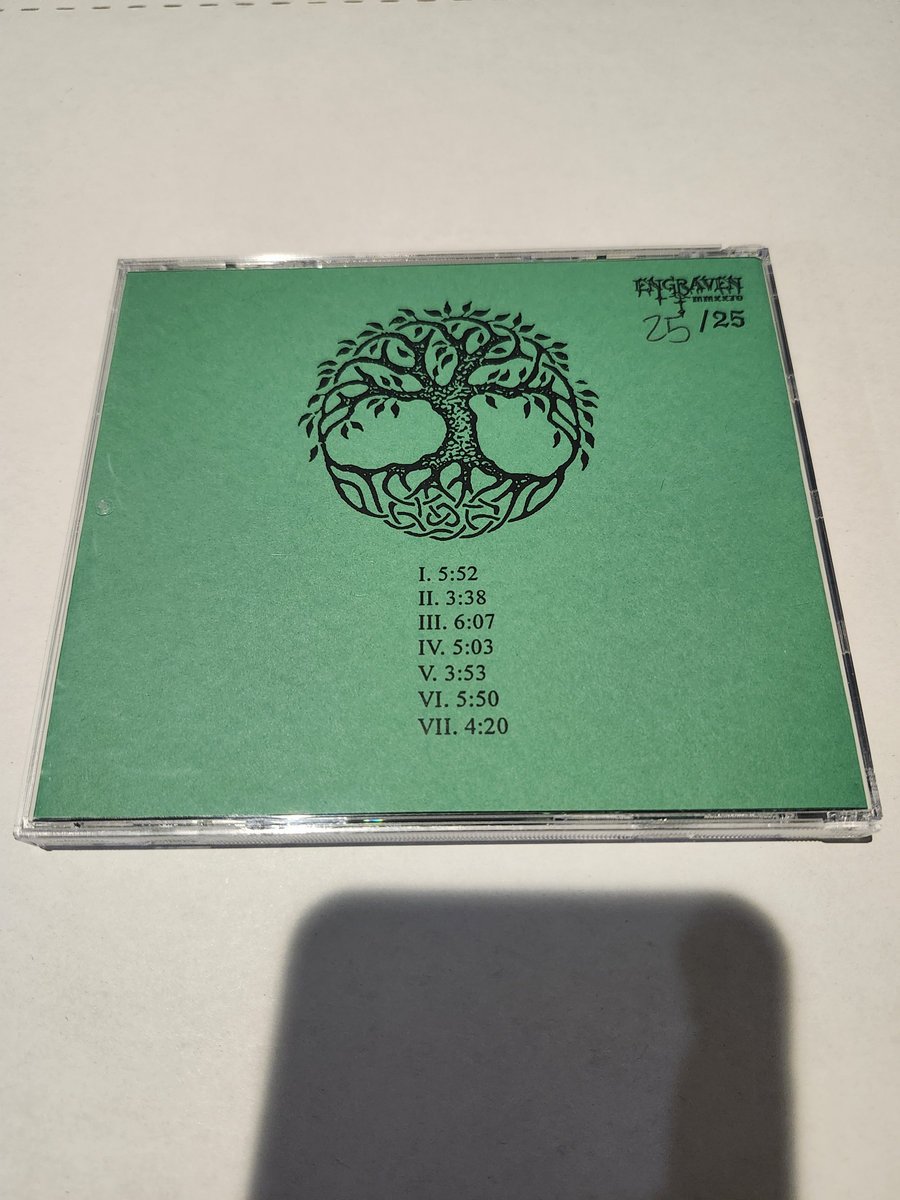 ENGRAVEN
25 /25
I. 5:52
II. 3:38
III. 6:07
IV. 5:03
V. 3:53
VI. 5:50
VII. 4:20